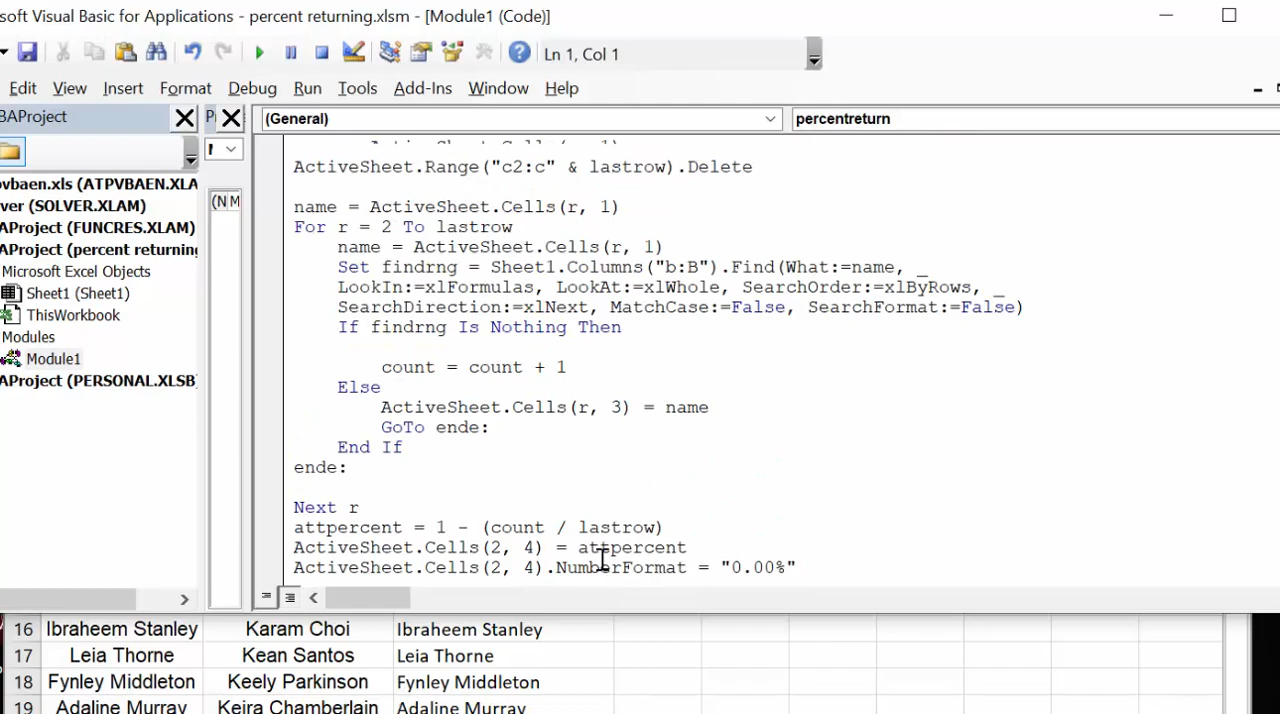 soft Visual Basic for Applications - percent returning.xlsm - [Module1 (Code)]
Ln 1, Col 1
Edit View Insert Format Debug Run Tools Add-Ins Window Help
BAProject
(General) percentreturn
ovbaen.xls (ATPVBAEN.XLA
ver (SOLVER.XLAM)
AProject (FUNCRES.XLAM)
AProject (percent returning
Microsoft Excel Objects
Sheet1 (Sheet1)
ThisWorkbook
Modules
Module1
AProject (PERSONAL.XLSB)
(N M
ActiveSheet.Range("c2:c" & lastrow).Delete
name = ActiveSheet.Cells(r, 1)
For r = 2 To lastrow
name = ActiveSheet.Cells(r, 1)
Set findrng = Sheet1.Columns("b:B").Find(What:=name, _
LookIn:=xlFormulas, LookAt:=xlWhole, SearchOrder:=xlByRows, _
SearchDirection:=xlNext, MatchCase:=False, SearchFormat:=False)
If findrng Is Nothing Then
count = count + 1
Else
ActiveSheet.Cells(r, 3) = name
GoTo ende:
End If
ende:
Next r
attpercent = 1 - (count / lastrow)
ActiveSheet.Cells(2, 4) = attpercent
ActiveSheet.Cells(2, 4).NumberFormat = "0.00%"
16 Ibraheem Stanley Karam Choi Ibraheem Stanley
17 Leia Thorne Kean Santos Leia Thorne
18 Fynley Middleton Keely Parkinson Fynley Middleton
19 Adaline Murray Keira Chamberlain Adaline Murray